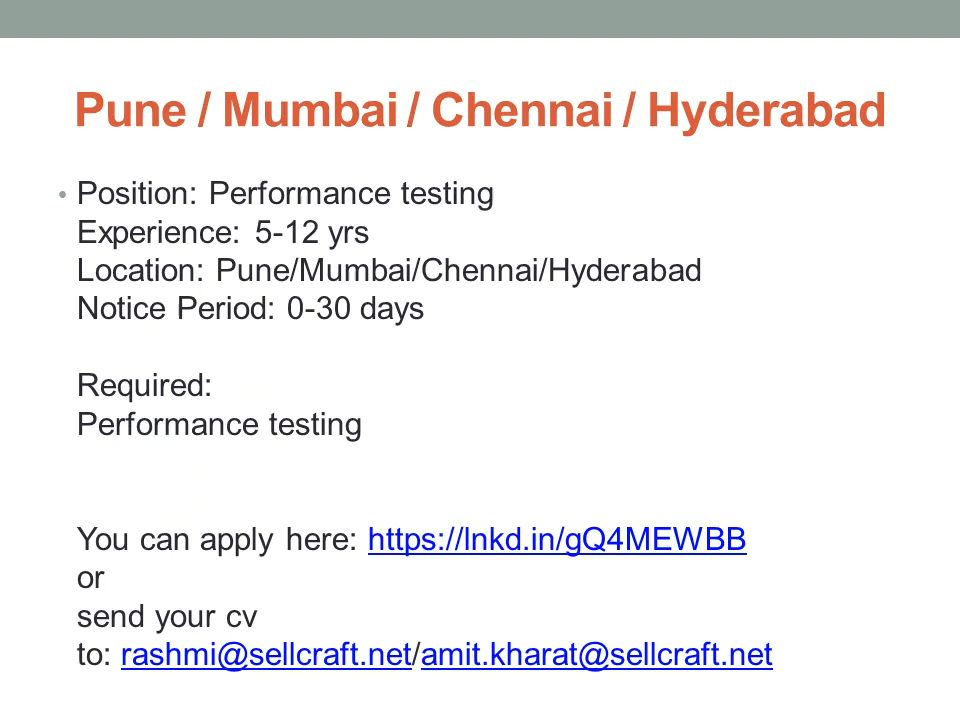 Pune / Mumbai / Chennai / Hyderabad
• Position: Performance testing
Experience: 5-12 yrs
Location: Pune/Mumbai/Chennai/Hyderabad
Notice Period: 0-30 days
Required:
Performance testing
You can apply here: https://lnkd.in/gQ4MEWBB
or
send your cv
to: rashmi@sellcraft.net/amit.kharat@sellcraft.net